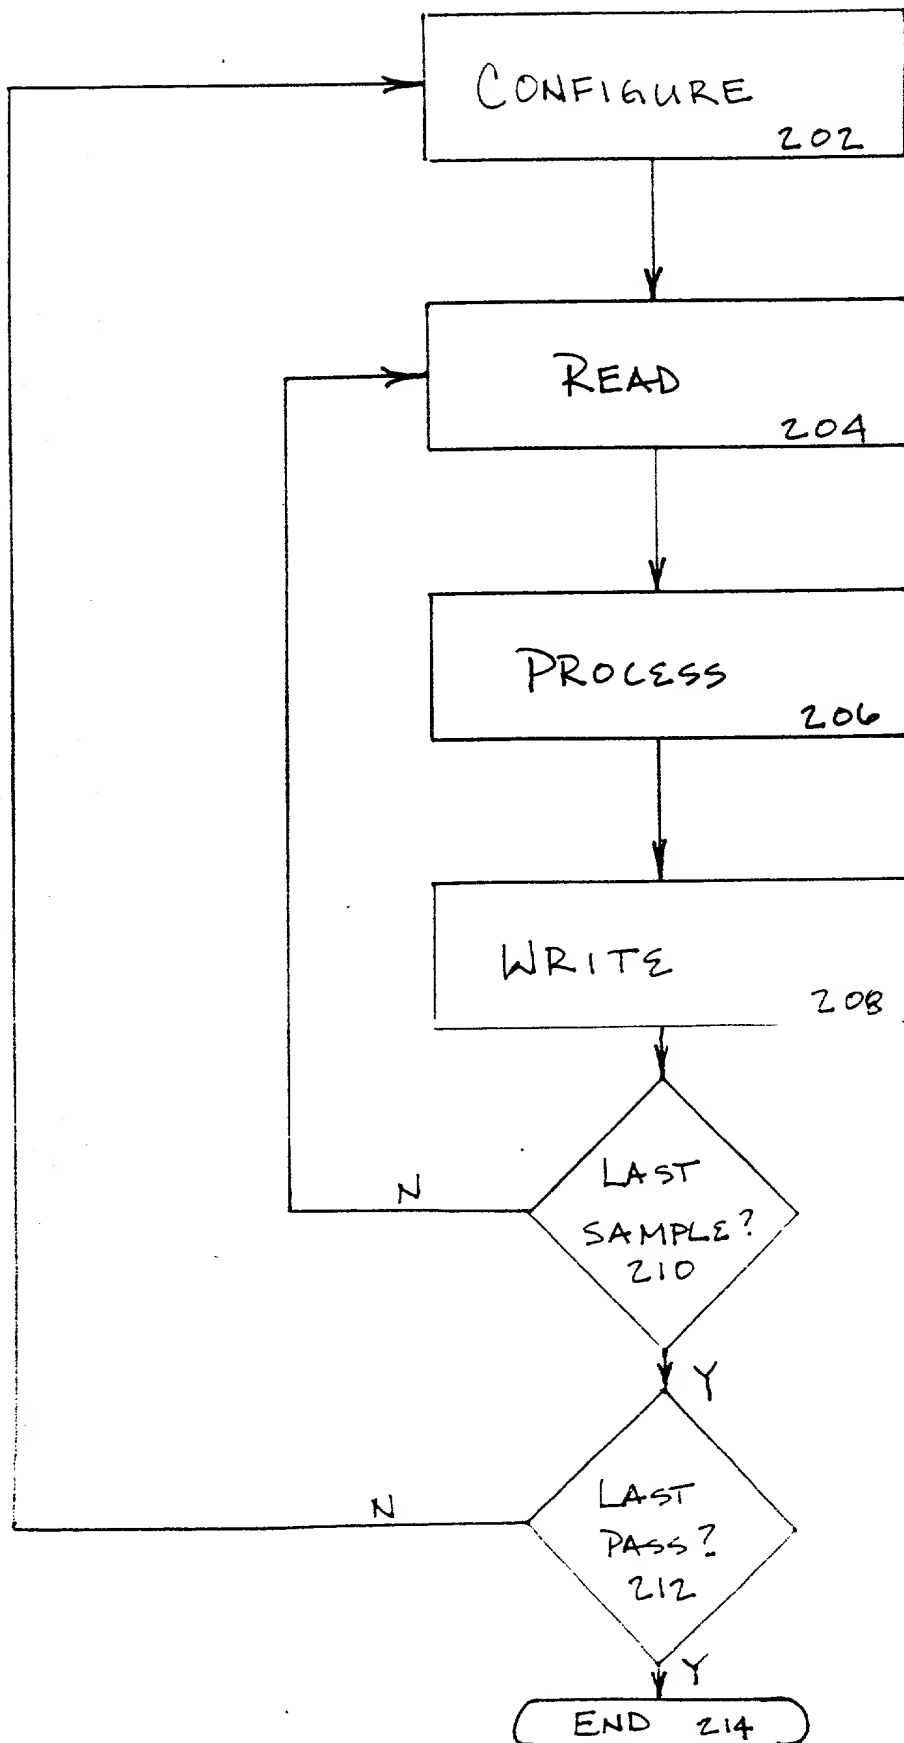 CONFIGURE
202
READ
204
PROCESS
206
WRITE
208
LAST
SAMPLE?
210
N
Y
LAST
PASS?
212
N
Y
END 214